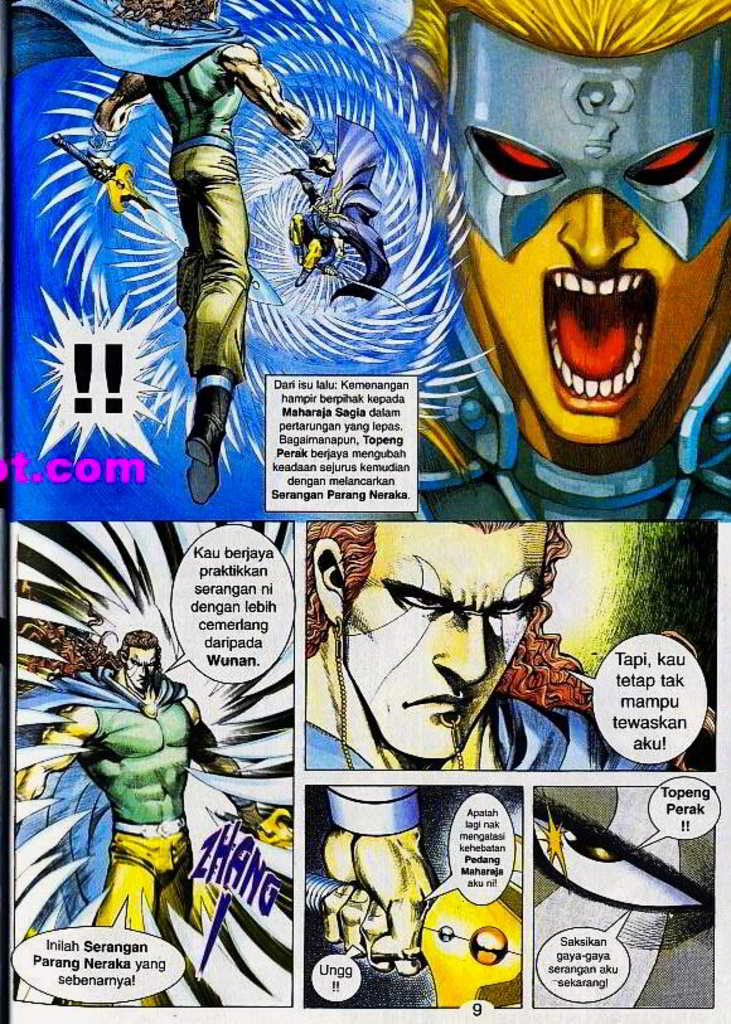 !!
t.com
Dari isu lalu: Kemenangan
hampir berpihak kepada
Maharaja Sagia dalam
pertarungan yang lepas.
Bagaimanapun, Topeng
Perak berjaya mengubah
keadaan sejurus kemudian
dengan melancarkan
Serangan Parang Neraka.
Kau berjaya
praktikkan
serangan ni
dengan lebih
cemerlang
daripada
Wunan.
ZHANG
!
Inilah Serangan
Parang Neraka yang
sebenarnya!
Tapi, kau
tetap tak
mampu
tewaskan
aku!
Apatah
lagi nak
mengatasi
kehebatan
Pedang
Maharaja
aku ni!
Ungg
!!
Topeng
Perak
!!
Saksikan
gaya-gaya
serangan aku
sekarang!
9